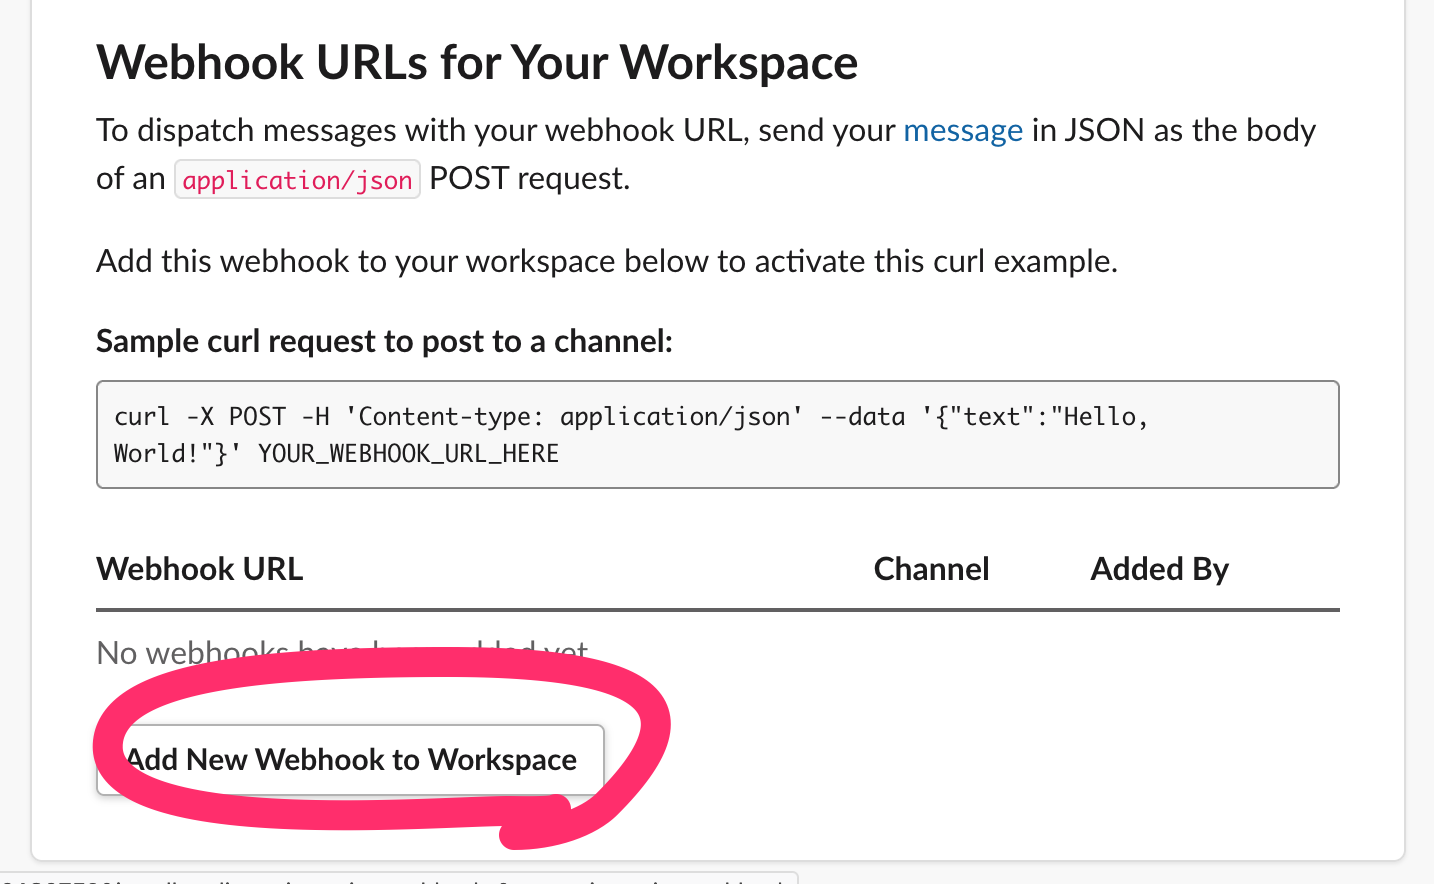 Webhook URLs for Your Workspace
To dispatch messages with your webhook URL, send your message in JSON as the body
of an application/json POST request.
Add this webhook to your workspace below to activate this curl example.
Sample curl request to post to a channel:
curl -X POST -H 'Content-type: application/json' --data '{"text":"Hello,
World!"}' YOUR_WEBHOOK_URL_HERE
Webhook URL Channel Added By
No webhooks have been added yet
Add New Webhook to Workspace